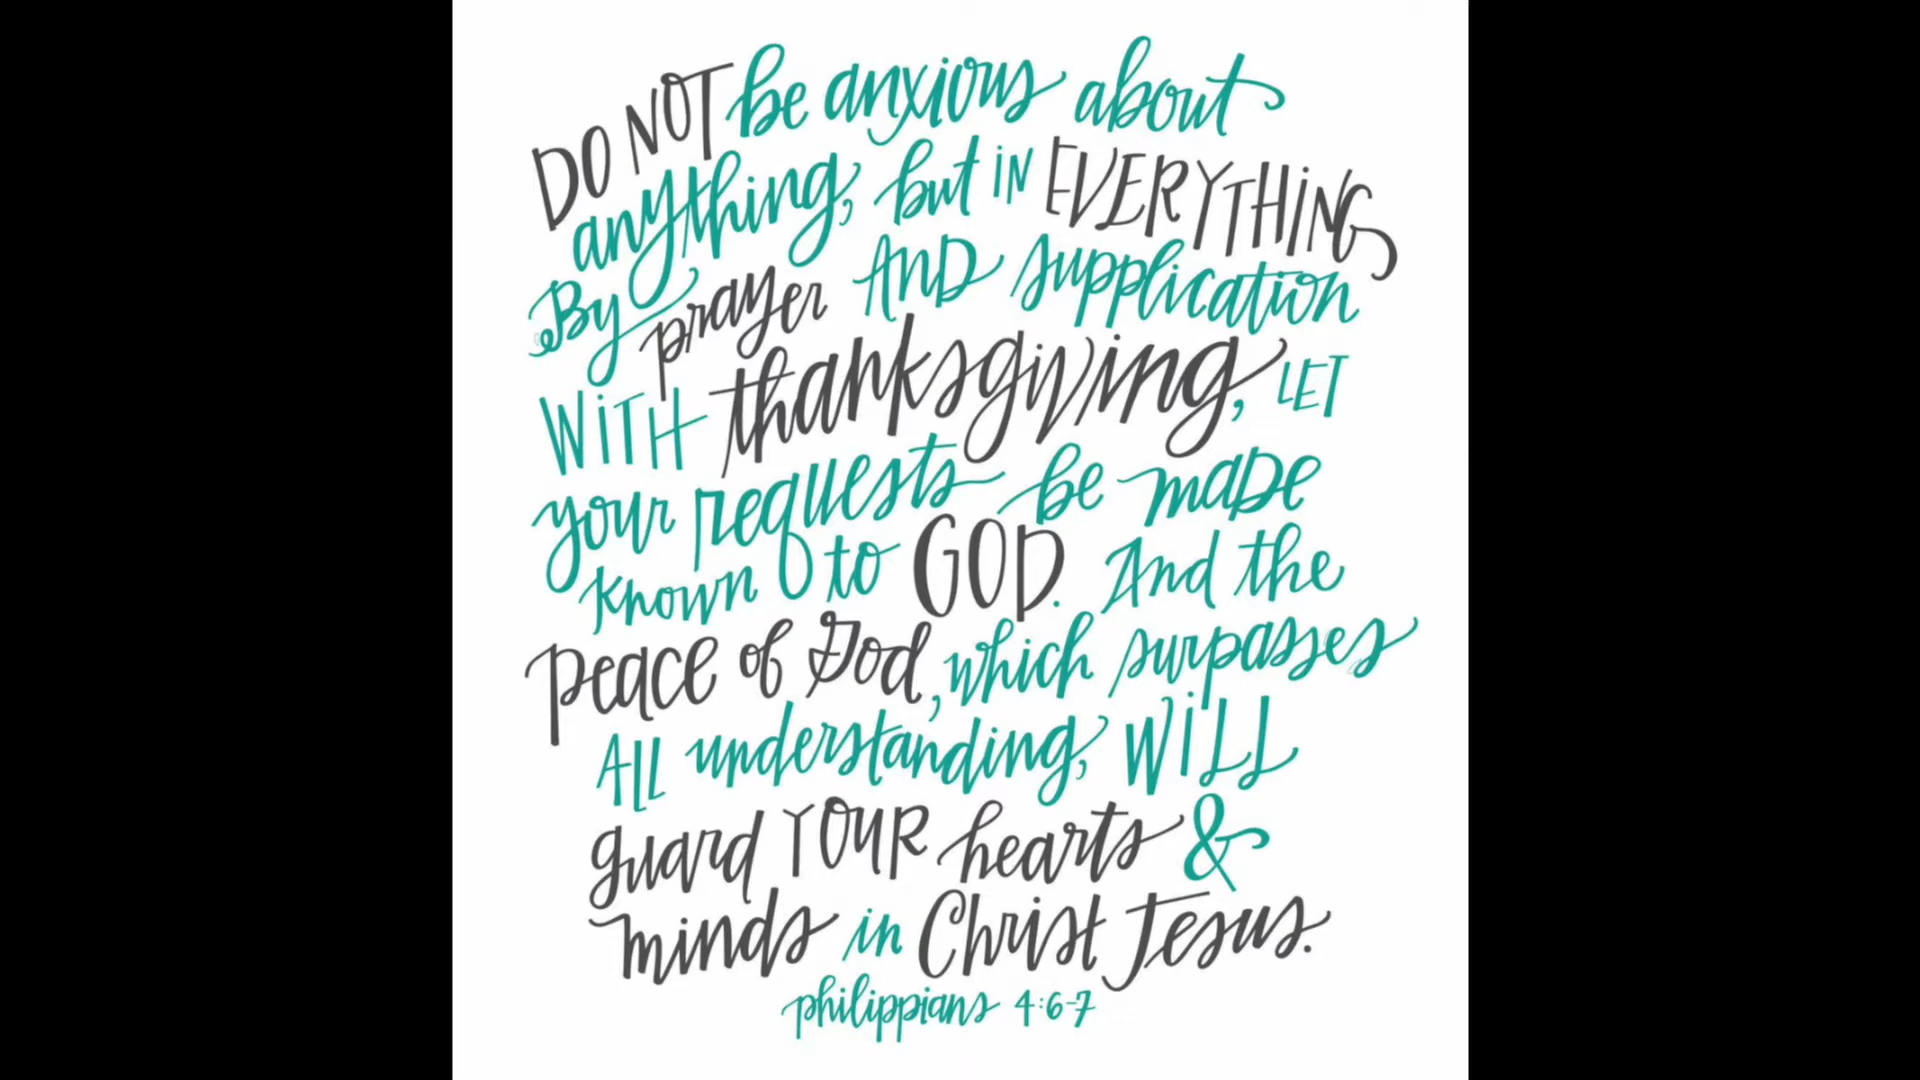 DO NOT be anxious about
anything, but iN EVERYTHiNG
By prayer AND supplication
WiTH thanksgiving, LET
your requests be maDe
known to GOD. And the
peace of God, which surpasses
All understanding, WiLL
guard YOUR hearts &
minds in Christ Jesus.
philippians 4:6-7